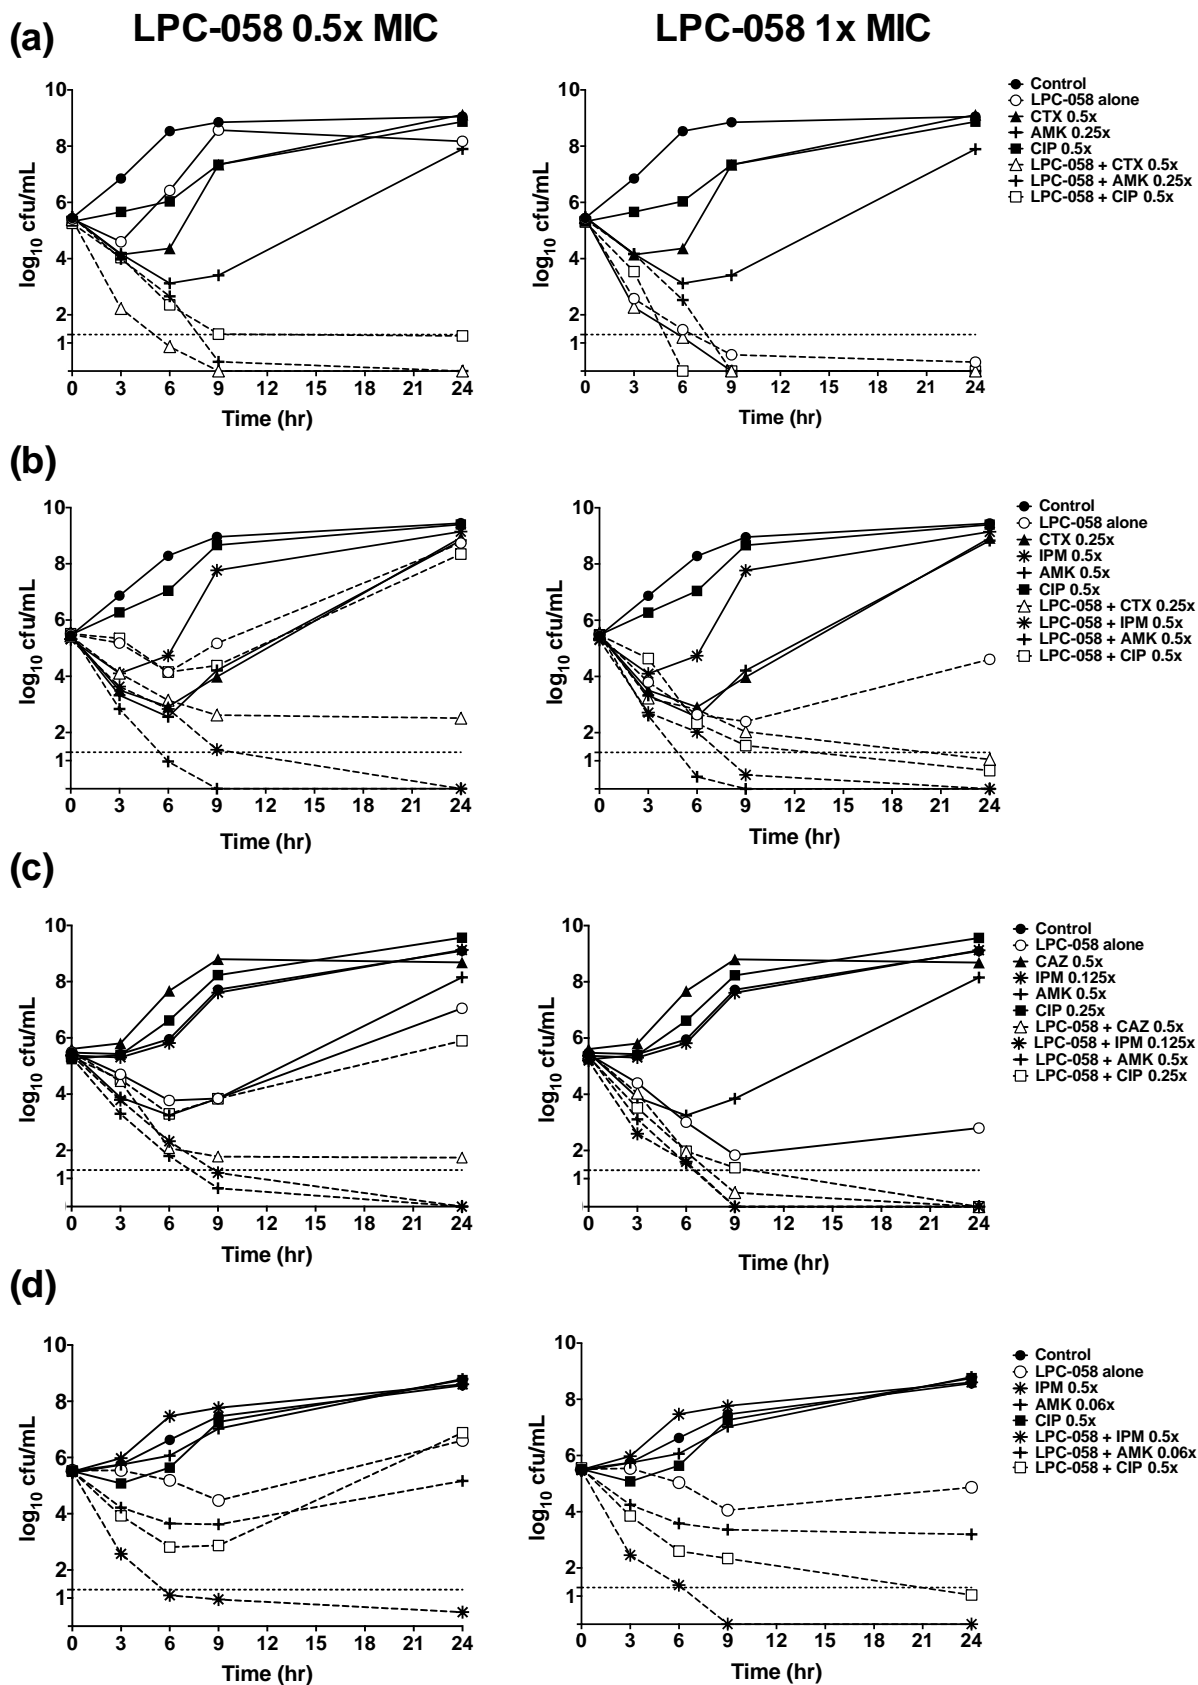 (a)
LPC-058 0.5x MIC
LPC-058 1x MIC
10
8
6
4
2
1
log10 cfu/mL
0 3 6 9 12 15 18 21 24
Time (hr)
10
8
6
4
2
1
log10 cfu/mL
0 3 6 9 12 15 18 21 24
Time (hr)
Control
LPC-058 alone
CTX 0.5x
AMK 0.25x
CIP 0.5x
LPC-058 + CTX 0.5x
LPC-058 + AMK 0.25x
LPC-058 + CIP 0.5x
(b)
10
8
6
4
2
1
log10 cfu/mL
0 3 6 9 12 15 18 21 24
Time (hr)
10
8
6
4
2
1
log10 cfu/mL
0 3 6 9 12 15 18 21 24
Time (hr)
Control
LPC-058 alone
CTX 0.25x
IPM 0.5x
AMK 0.5x
CIP 0.5x
LPC-058 + CTX 0.25x
LPC-058 + IPM 0.5x
LPC-058 + AMK 0.5x
LPC-058 + CIP 0.5x
(c)
10
8
6
4
2
1
log10 cfu/mL
0 3 6 9 12 15 18 21 24
Time (hr)
10
8
6
4
2
1
log10 cfu/mL
0 3 6 9 12 15 18 21 24
Time (hr)
Control
LPC-058 alone
CAZ 0.5x
IPM 0.125x
AMK 0.5x
CIP 0.25x
LPC-058 + CAZ 0.5x
LPC-058 + IPM 0.125x
LPC-058 + AMK 0.5x
LPC-058 + CIP 0.25x
(d)
10
8
6
4
2
1
log10 cfu/mL
0 3 6 9 12 15 18 21 24
Time (hr)
10
8
6
4
2
1
log10 cfu/mL
0 3 6 9 12 15 18 21 24
Time (hr)
Control
LPC-058 alone
IPM 0.5x
AMK 0.06x
CIP 0.5x
LPC-058 + IPM 0.5x
LPC-058 + AMK 0.06x
LPC-058 + CIP 0.5x